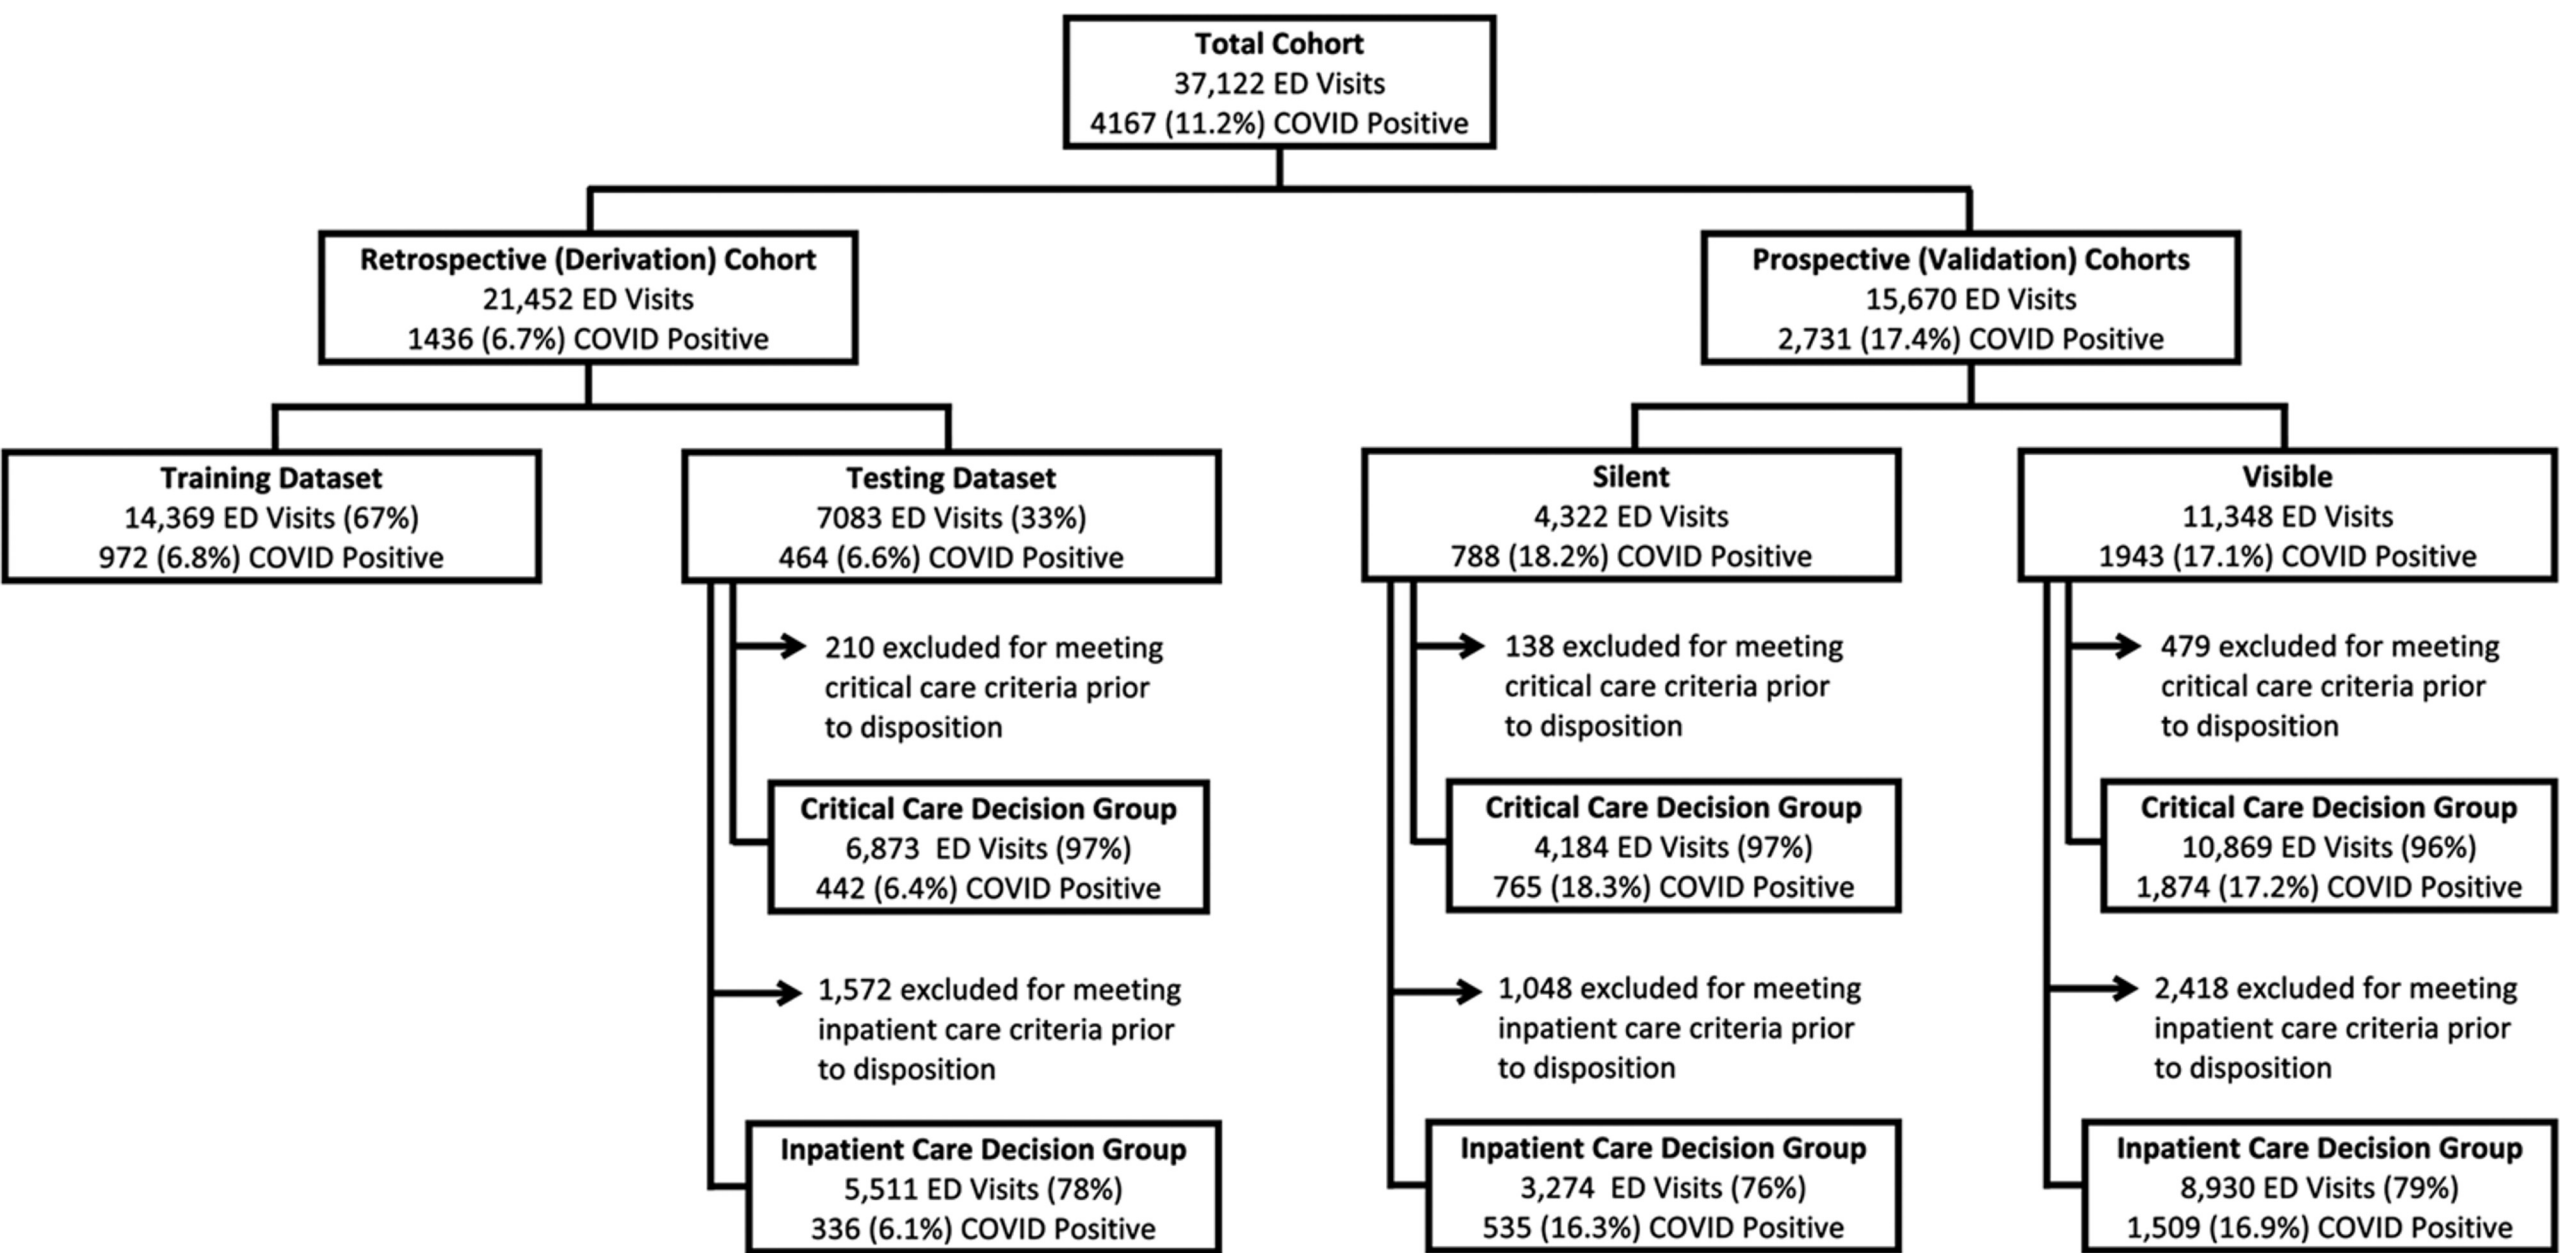 Total Cohort
37,122 ED Visits
4167 (11.2%) COVID Positive
Retrospective (Derivation) Cohort
21,452 ED Visits
1436 (6.7%) COVID Positive
Prospective (Validation) Cohorts
15,670 ED Visits
2,731 (17.4%) COVID Positive
Training Dataset
14,369 ED Visits (67%)
972 (6.8%) COVID Positive
Testing Dataset
7083 ED Visits (33%)
464 (6.6%) COVID Positive
Silent
4,322 ED Visits
788 (18.2%) COVID Positive
Visible
11,348 ED Visits
1943 (17.1%) COVID Positive
210 excluded for meeting
critical care criteria prior
to disposition
138 excluded for meeting
critical care criteria prior
to disposition
479 excluded for meeting
critical care criteria prior
to disposition
Critical Care Decision Group
6,873 ED Visits (97%)
442 (6.4%) COVID Positive
Critical Care Decision Group
4,184 ED Visits (97%)
765 (18.3%) COVID Positive
Critical Care Decision Group
10,869 ED Visits (96%)
1,874 (17.2%) COVID Positive
1,572 excluded for meeting
inpatient care criteria prior
to disposition
1,048 excluded for meeting
inpatient care criteria prior
to disposition
2,418 excluded for meeting
inpatient care criteria prior
to disposition
Inpatient Care Decision Group
5,511 ED Visits (78%)
336 (6.1%) COVID Positive
Inpatient Care Decision Group
3,274 ED Visits (76%)
535 (16.3%) COVID Positive
Inpatient Care Decision Group
8,930 ED Visits (79%)
1,509 (16.9%) COVID Positive